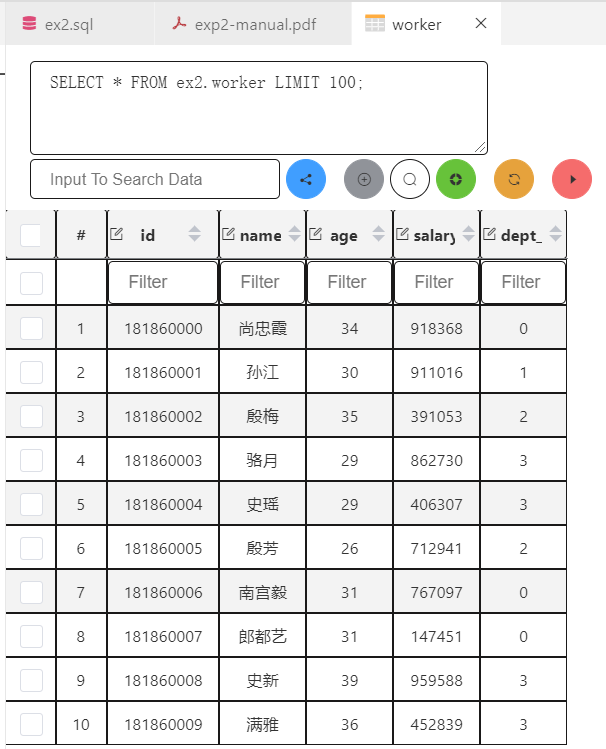 ex2.sql exp2-manual.pdf worker
SELECT * FROM ex2.worker LIMIT 100;
Input To Search Data
# id name age salary dept_
Filter Filter Filter Filter Filter
1 181860000 尚忠霞 34 918368 0
2 181860001 孙江 30 911016 1
3 181860002 殷梅 35 391053 2
4 181860003 骆月 29 862730 3
5 181860004 史瑶 29 406307 3
6 181860005 殷芳 26 712941 2
7 181860006 南宫毅 31 767097 0
8 181860007 郎都艺 31 147451 0
9 181860008 史新 39 959588 3
10 181860009 满雅 36 452839 3